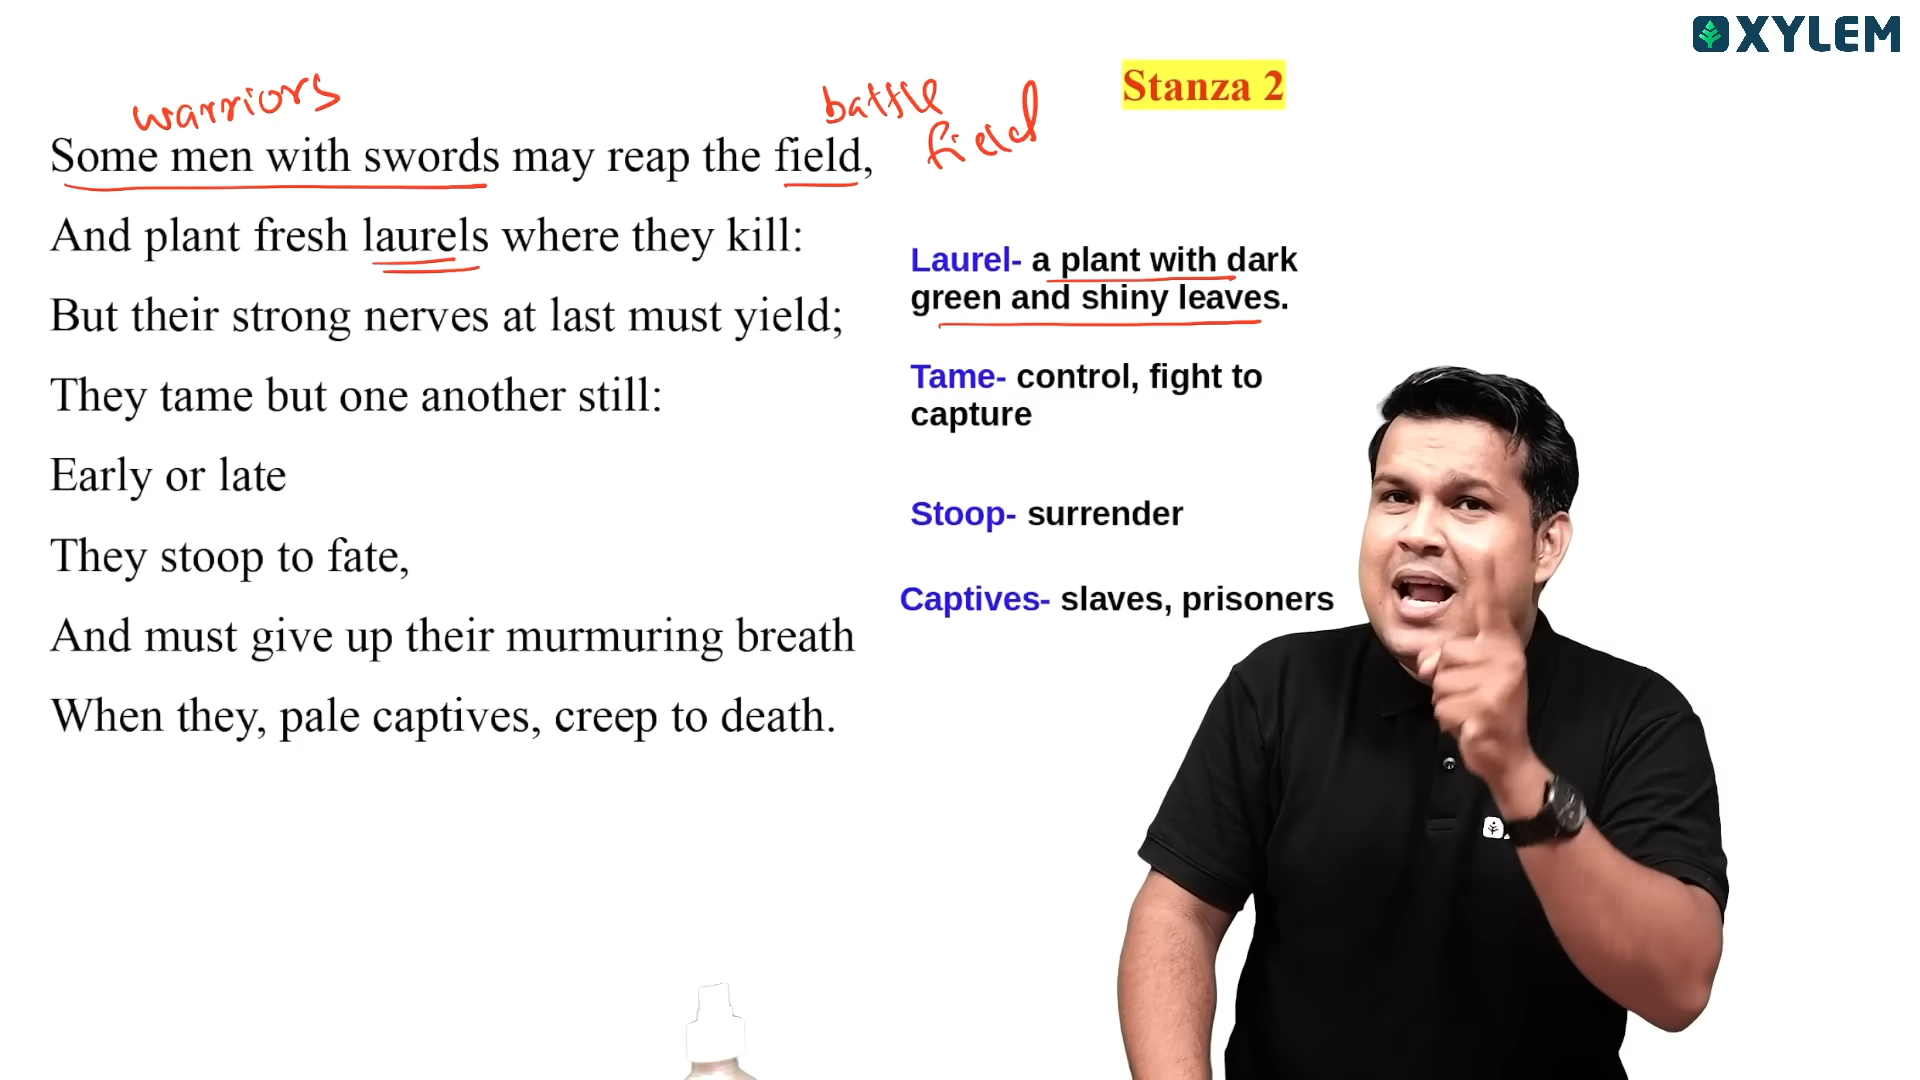 XYLEM
Stanza 2
warriors
battle
field
Some men with swords may reap the field,
And plant fresh laurels where they kill:
But their strong nerves at last must yield;
They tame but one another still:
Early or late
They stoop to fate,
And must give up their murmuring breath
When they, pale captives, creep to death.
Laurel- a plant with dark
green and shiny leaves.
Tame- control, fight to
capture
Stoop- surrender
Captives- slaves, prisoners